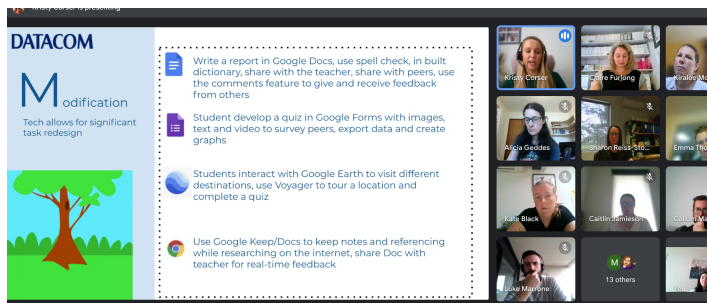 Kristy Corser is presenting
DATACOM
Modification
Tech allows for significant
task redesign
Write a report in Google Docs, use spell check, in built
dictionary, share with the teacher, share with peers, use
the comments feature to give and receive feedback
from others
Student develop a quiz in Google Forms with images,
text and video to survey peers, export data and create
graphs
Students interact with Google Earth to visit different
destinations, use Voyager to tour a location and
complete a quiz
Use Google Keep/Docs to keep notes and referencing
while researching on the internet, share Doc with
teacher for real-time feedback
Kristy Corser
Claire Furlong
Kiralee Mc
Alicia Geddes
Sharon Reiss-Sto...
Emma Tho
Kate Black
Caitlin Jamieson
Callum Ma
Luke Marrone
M
13 others
You